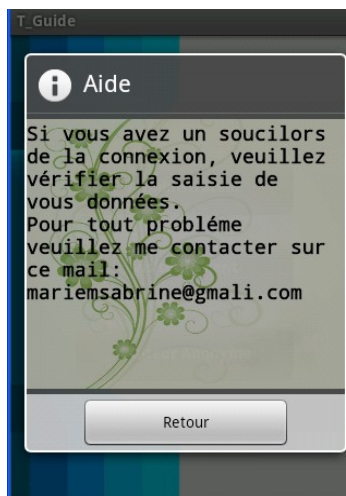 T_Guide
Aide
Si vous avez un soucilors
de la connexion, veuillez
vérifier la saisie de
vous données.
Pour tout probléme
veuillez me contacter sur
ce mail:
mariemsabrine@gmali.com
Retour